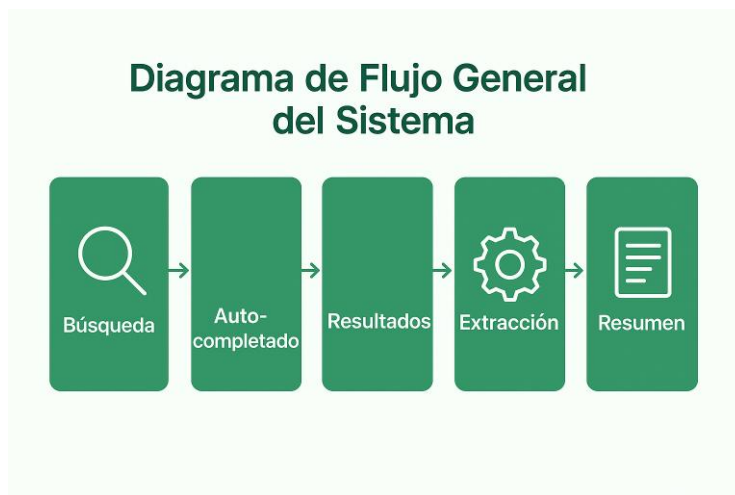 Diagrama de Flujo General
del Sistema
Búsqueda
Auto-
completado
Resultados
Extracción
Resumen